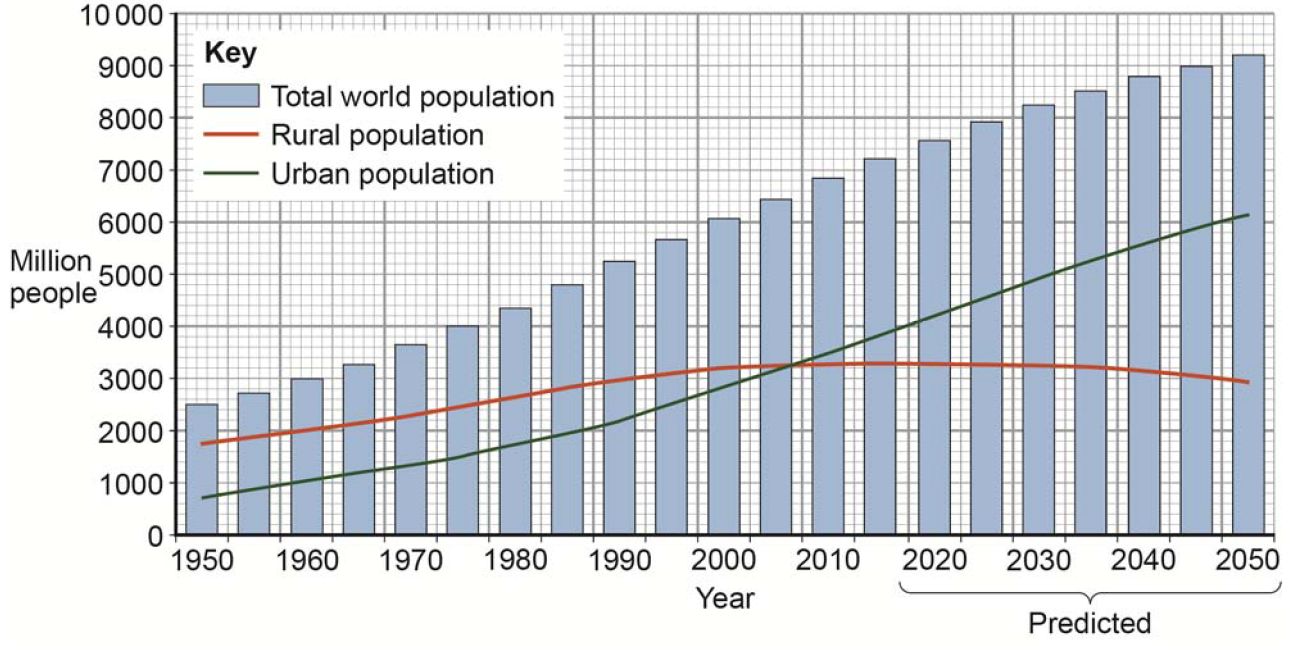 10 000
9000
8000
7000
6000
5000
4000
3000
2000
1000
0
Million
people
Key
Total world population
Rural population
Urban population
1950 1960 1970 1980 1990 2000 2010 2020 2030 2040 2050
Year
Predicted